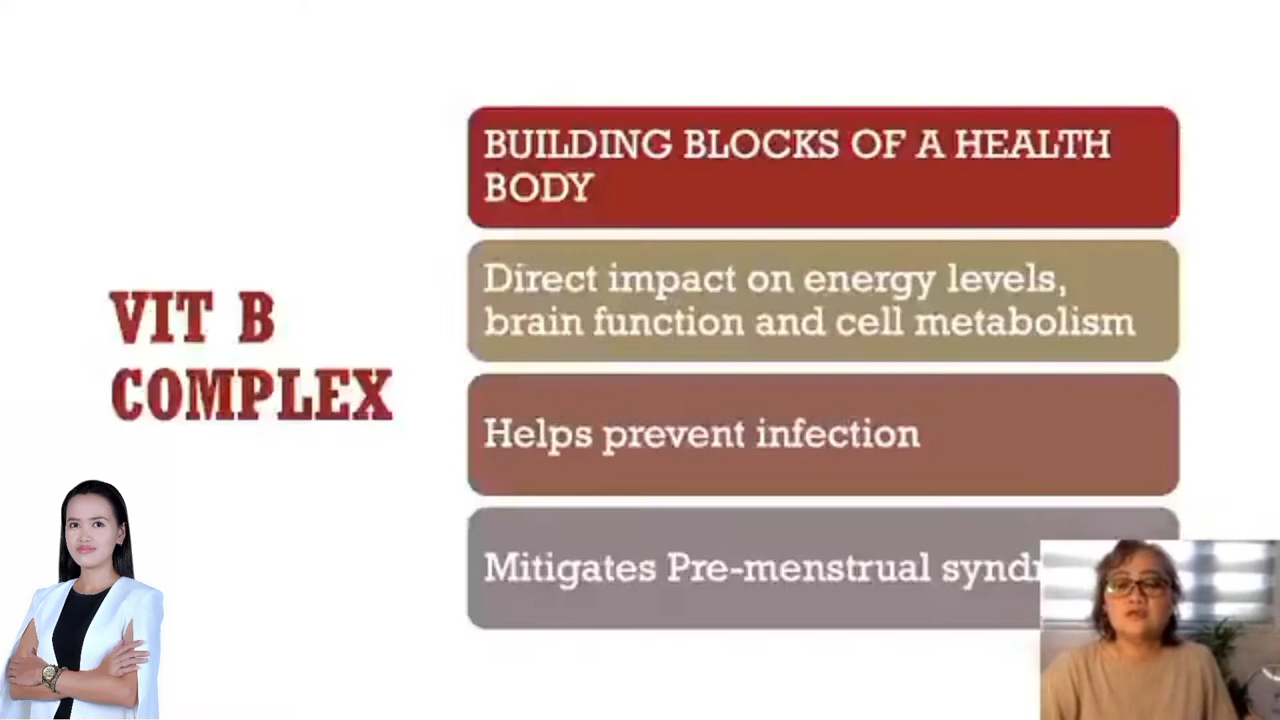 VIT B
COMPLEX
BUILDING BLOCKS OF A HEALTH
BODY
Direct impact on energy levels,
brain function and cell metabolism
Helps prevent infection
Mitigates Pre-menstrual